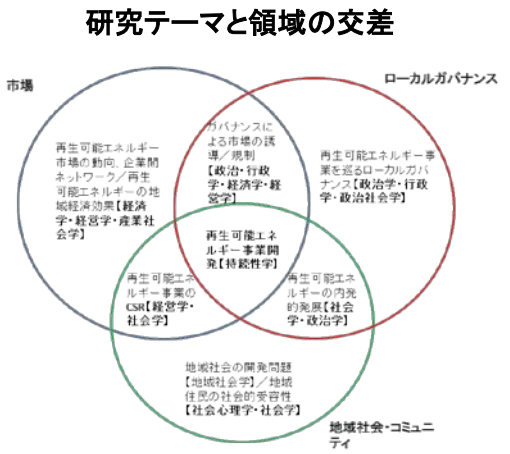 研究テーマと領域の交差
市場
ローカルガバナンス
ガバナンスによ
る市場の誘
導／規制
【政治・行政
学・経済学・経
営学】
再生可能エネルギー
市場の動向、企業間
ネットワーク／再生
可能エネルギーの地
域経済効果【経済
学・経営学・産業社
会学】
再生可能エネルギー事
業を巡るローカルガバ
ナンス【政治学・行政
学・政治社会学】
再生可能エネ
ルギー事業開
発【持続性学】
再生可能エネ
ルギー事業の
CSR【経営学・
社会学】
再生可能エネ
ルギーの内発
的発展【社会
学・政治学】
地域社会の開発問題
【地域社会学】／地域
住民の社会的受容性
【社会心理学・社会学】
地域社会・コミュニ
ティ